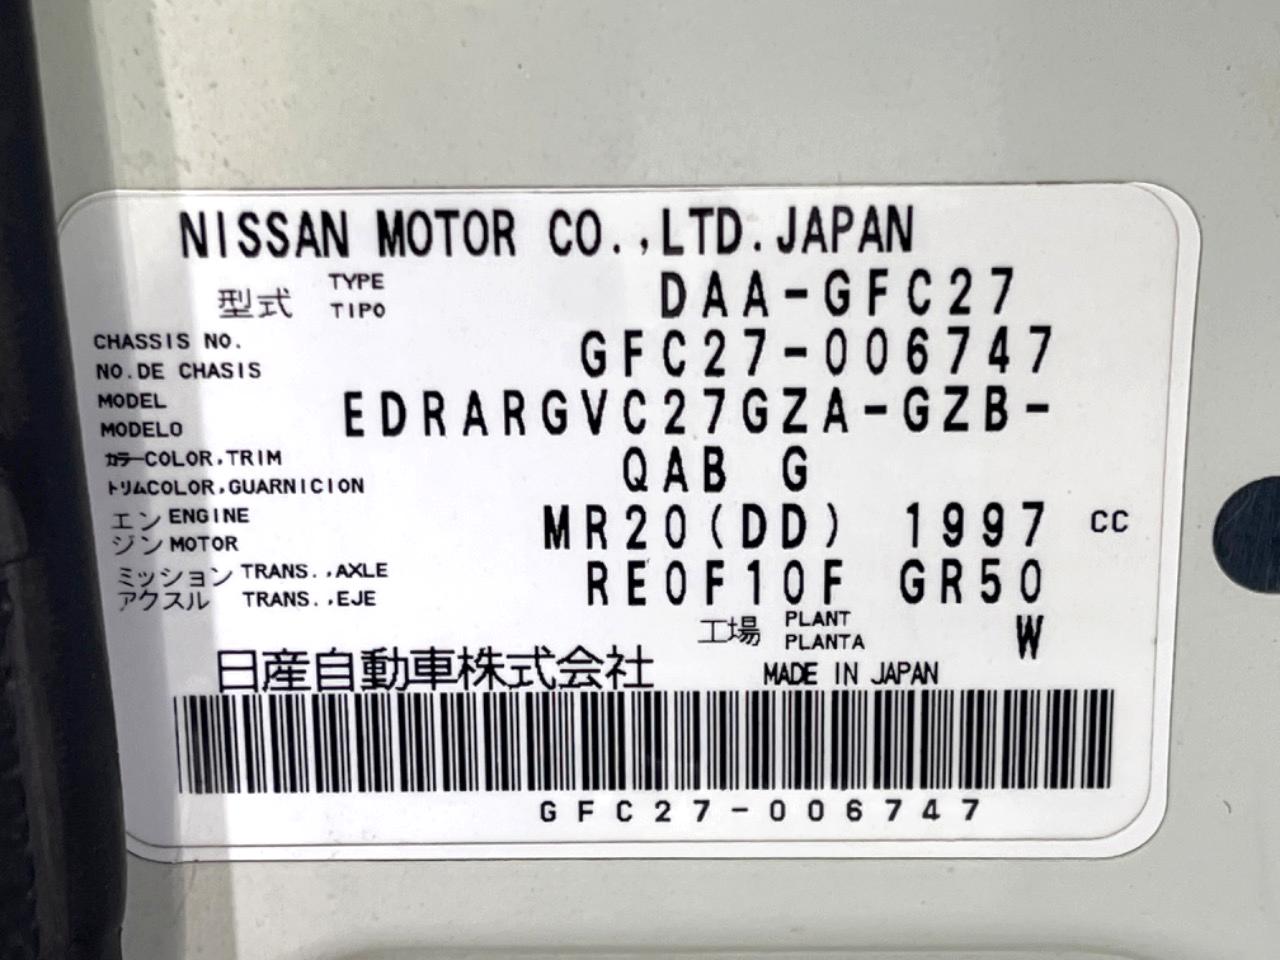 NISSAN MOTOR CO.,LTD.JAPAN
型式 TYPE TIPO DAA-GFC27
CHASSIS NO.
NO.DE CHASIS GFC27-006747
MODEL
MODELO EDRARGVC27GZA-GZB-
カラーCOLOR,TRIM
トリムCOLOR,GUARNICION QAB G
エンジン ENGINE MOTOR MR20(DD) 1997 CC
ミッション TRANS.,AXLE
アクスル TRANS.,EJE RE0F10F GR50
工場 PLANT PLANTA W
日産自動車株式会社 MADE IN JAPAN
GFC27-006747